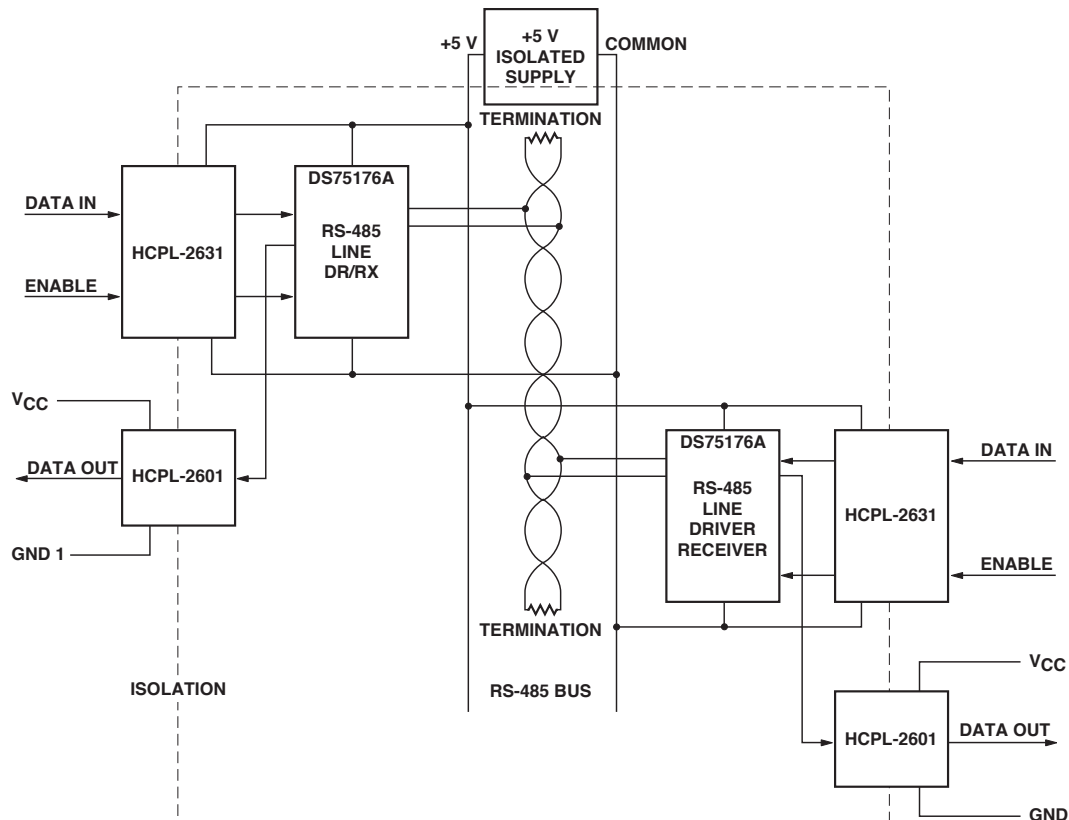 +5 V
+5 V
ISOLATED
SUPPLY
COMMON
TERMINATION
DATA IN
ENABLE
HCPL-2631
DS75176A
RS-485
LINE
DR/RX
VCC
DATA OUT
GND 1
HCPL-2601
DS75176A
RS-485
LINE
DRIVER
RECEIVER
HCPL-2631
DATA IN
ENABLE
TERMINATION
ISOLATION
RS-485 BUS
VCC
HCPL-2601
DATA OUT
GND